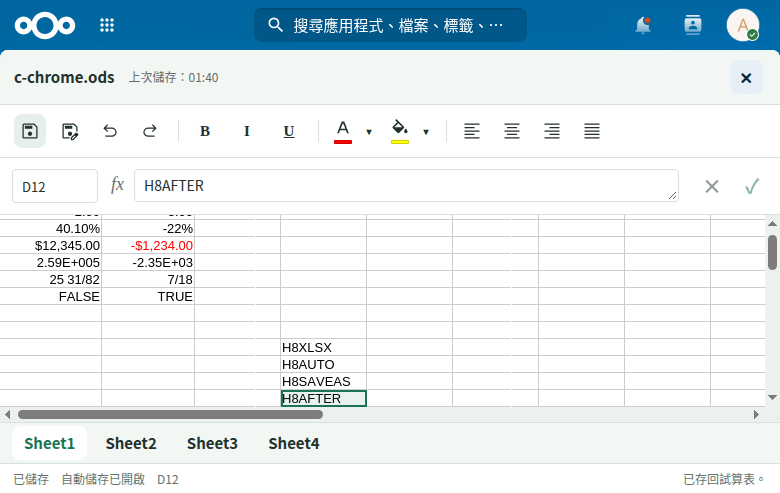 搜尋應用程式、檔案、標籤、…
A
c-chrome.ods 上次儲存：01:40
B I U A
D12 fx H8AFTER
40.10% -22%
$12,345.00 -$1,234.00
2.59E+005 -2.35E+03
25 31/82 7/18
FALSE TRUE
H8XLSX
H8AUTO
H8SAVEAS
H8AFTER
Sheet1 Sheet2 Sheet3 Sheet4
已儲存 自動儲存已開啟 D12 已存回試算表。